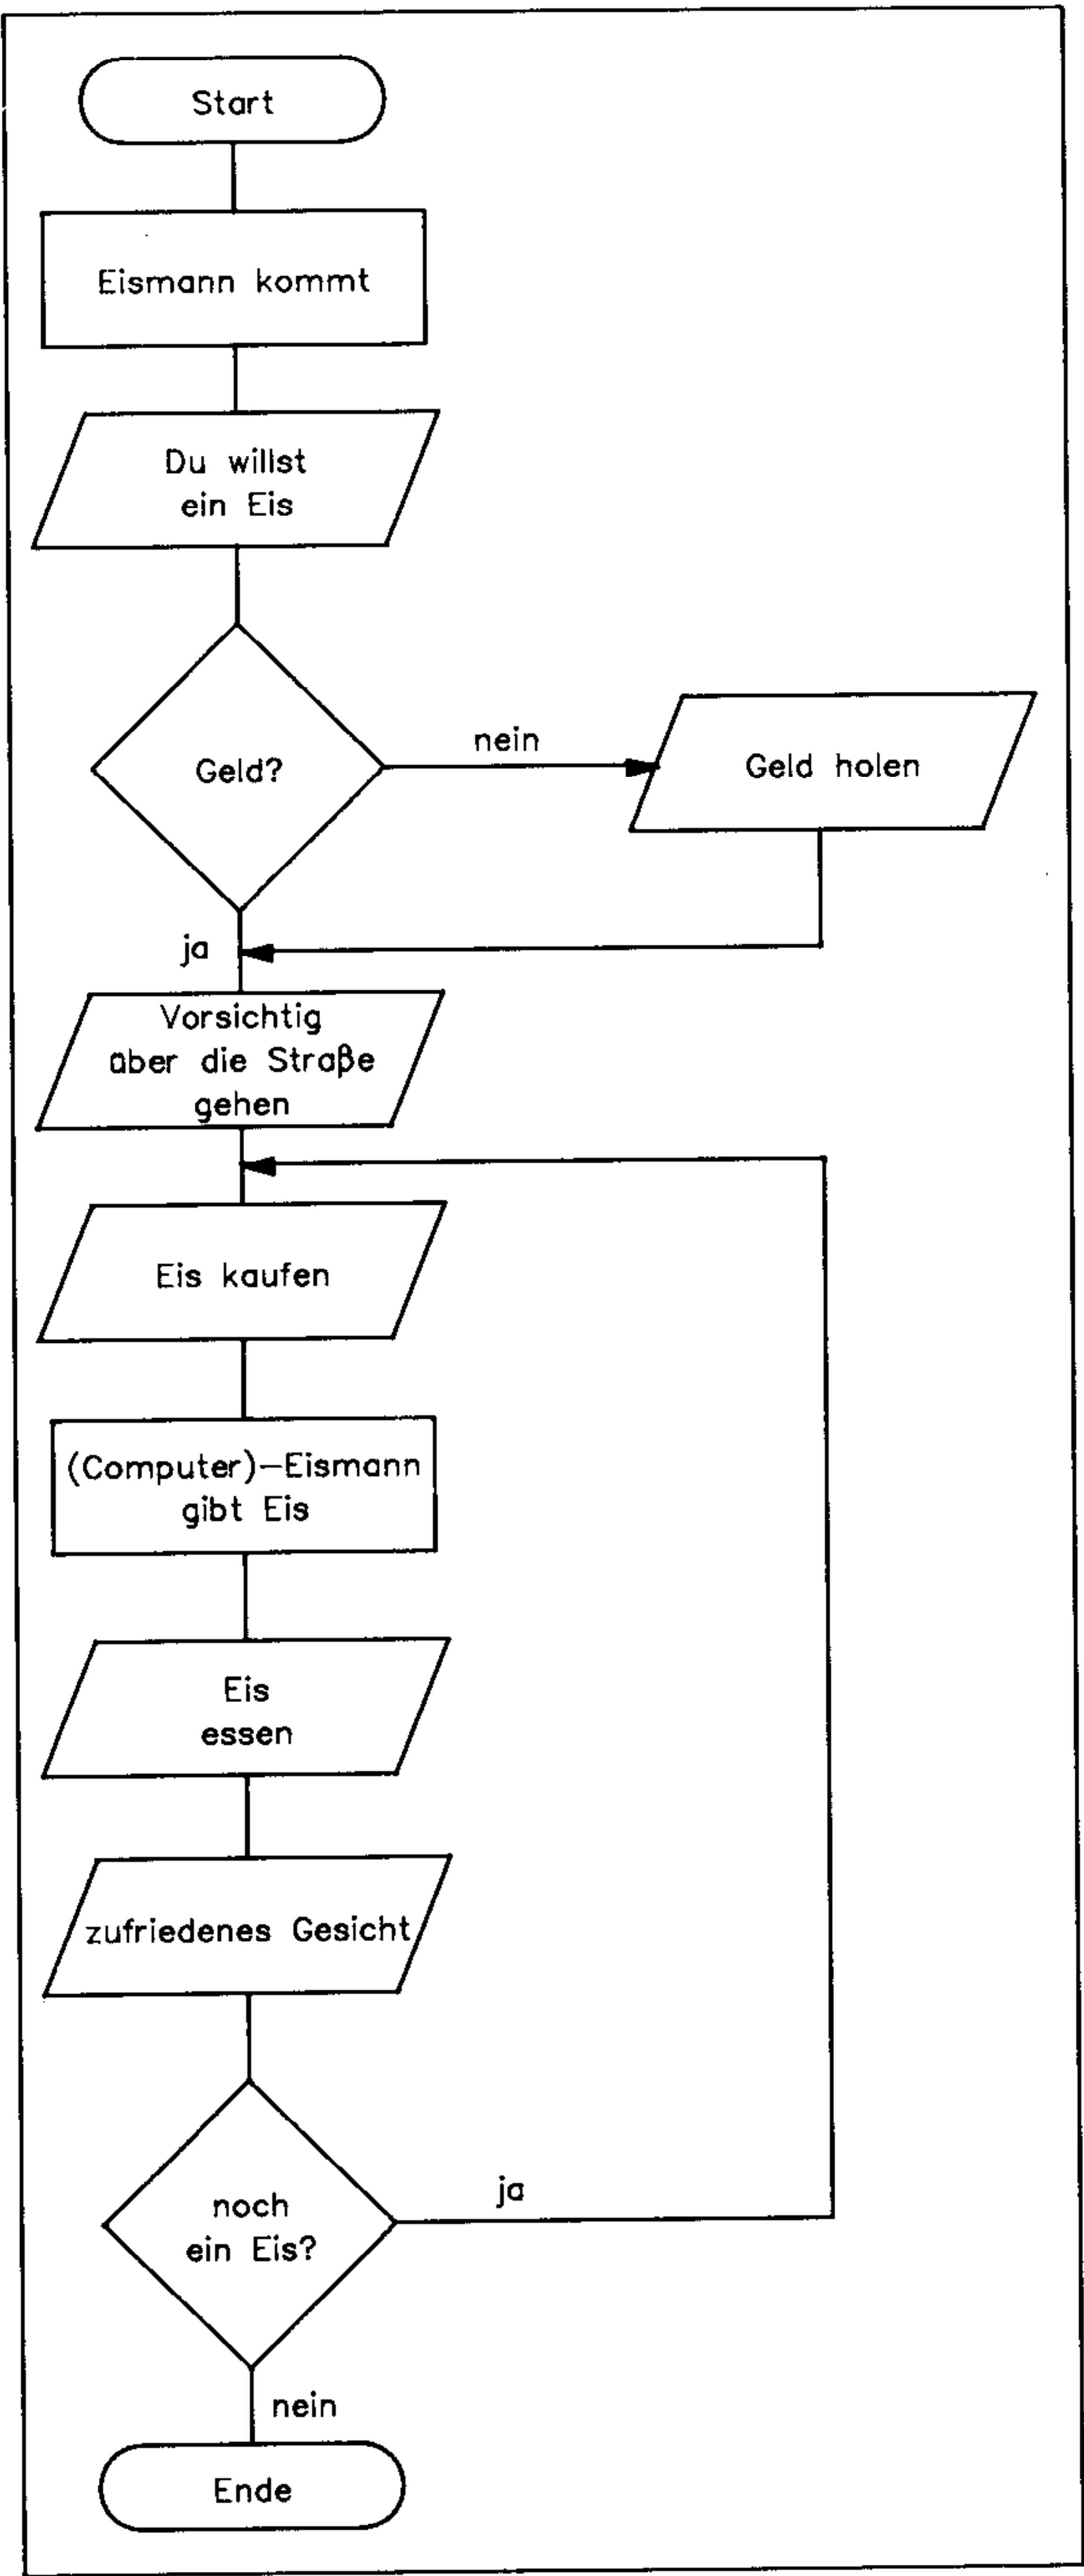 Start
Eismann kommt
Du willst
ein Eis
Geld?
nein
Geld holen
ja
Vorsichtig
über die Straße
gehen
Eis kaufen
(Computer)-Eismann
gibt Eis
Eis
essen
zufriedenes Gesicht
noch
ein Eis?
ja
nein
Ende